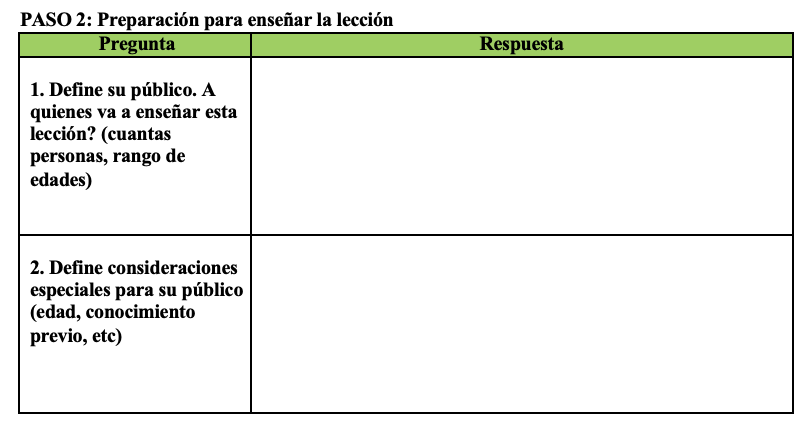 PASO 2: Preparación para enseñar la lección
Pregunta
Respuesta
1. Define su público. A
quienes va a enseñar esta
lección? (cuantas
personas, rango de
edades)
2. Define consideraciones
especiales para su público
(edad, conocimiento
previo, etc)